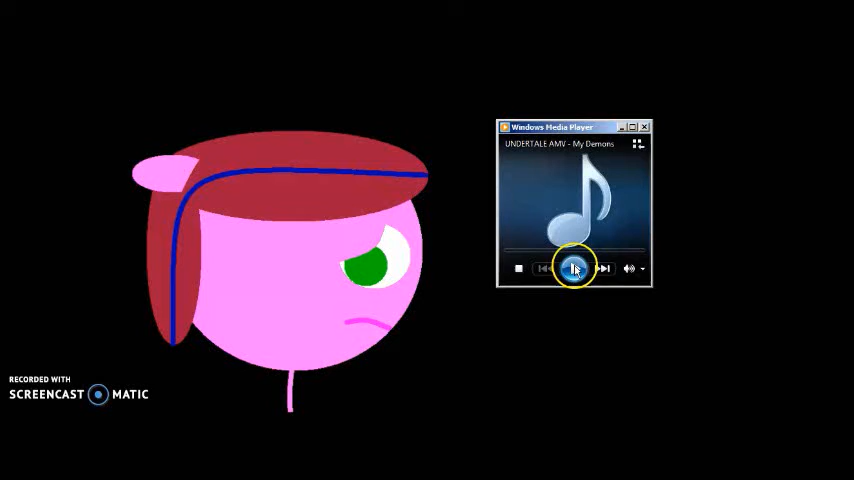 Windows Media Player
UNDERTALE AMV - My Demons
RECORDED WITH
SCREENCAST MATIC